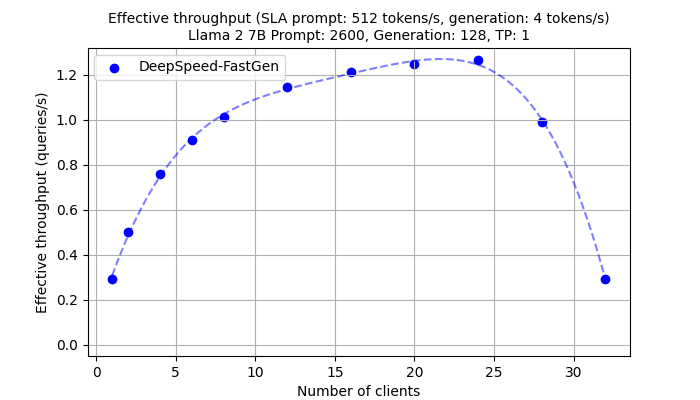 Effective throughput (SLA prompt: 512 tokens/s, generation: 4 tokens/s)
Llama 2 7B Prompt: 2600, Generation: 128, TP: 1
DeepSpeed-FastGen
Effective throughput (queries/s)
1.2
1.0
0.8
0.6
0.4
0.2
0.0
0 5 10 15 20 25 30
Number of clients